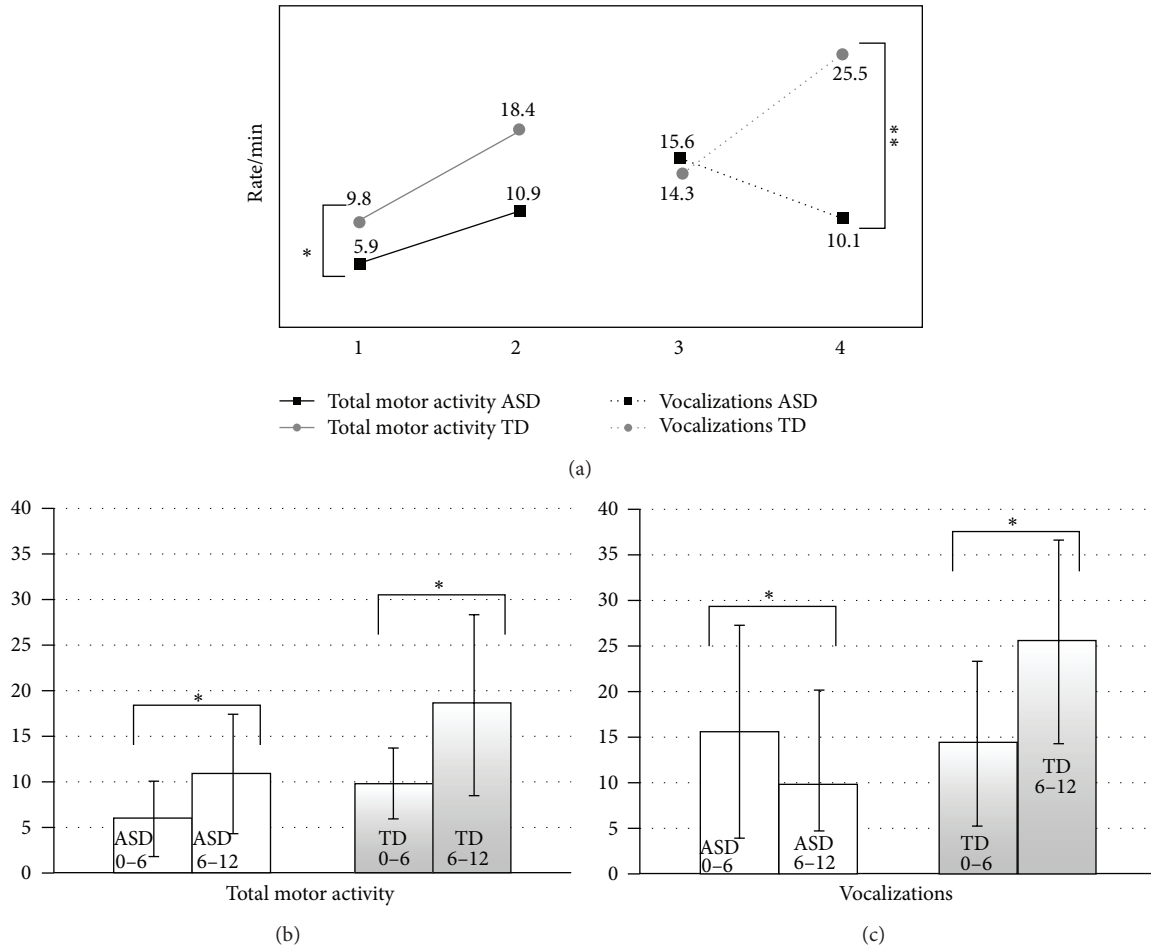 25.5
18.4
15.6
**
9.8
10.9
14.3
*
5.9
10.1
Rate/min
1 2 3 4
Total motor activity ASD Vocalizations ASD
Total motor activity TD Vocalizations TD
(a)
40
35
30
25
20
15
10
5
0
*
*
ASD
0–6
ASD
6–12
TD
0–6
TD
6–12
Total motor activity
(b)
40
35
30
25
20
15
10
5
0
*
*
ASD
0–6
ASD
6–12
TD
0–6
TD
6–12
Vocalizations
(c)